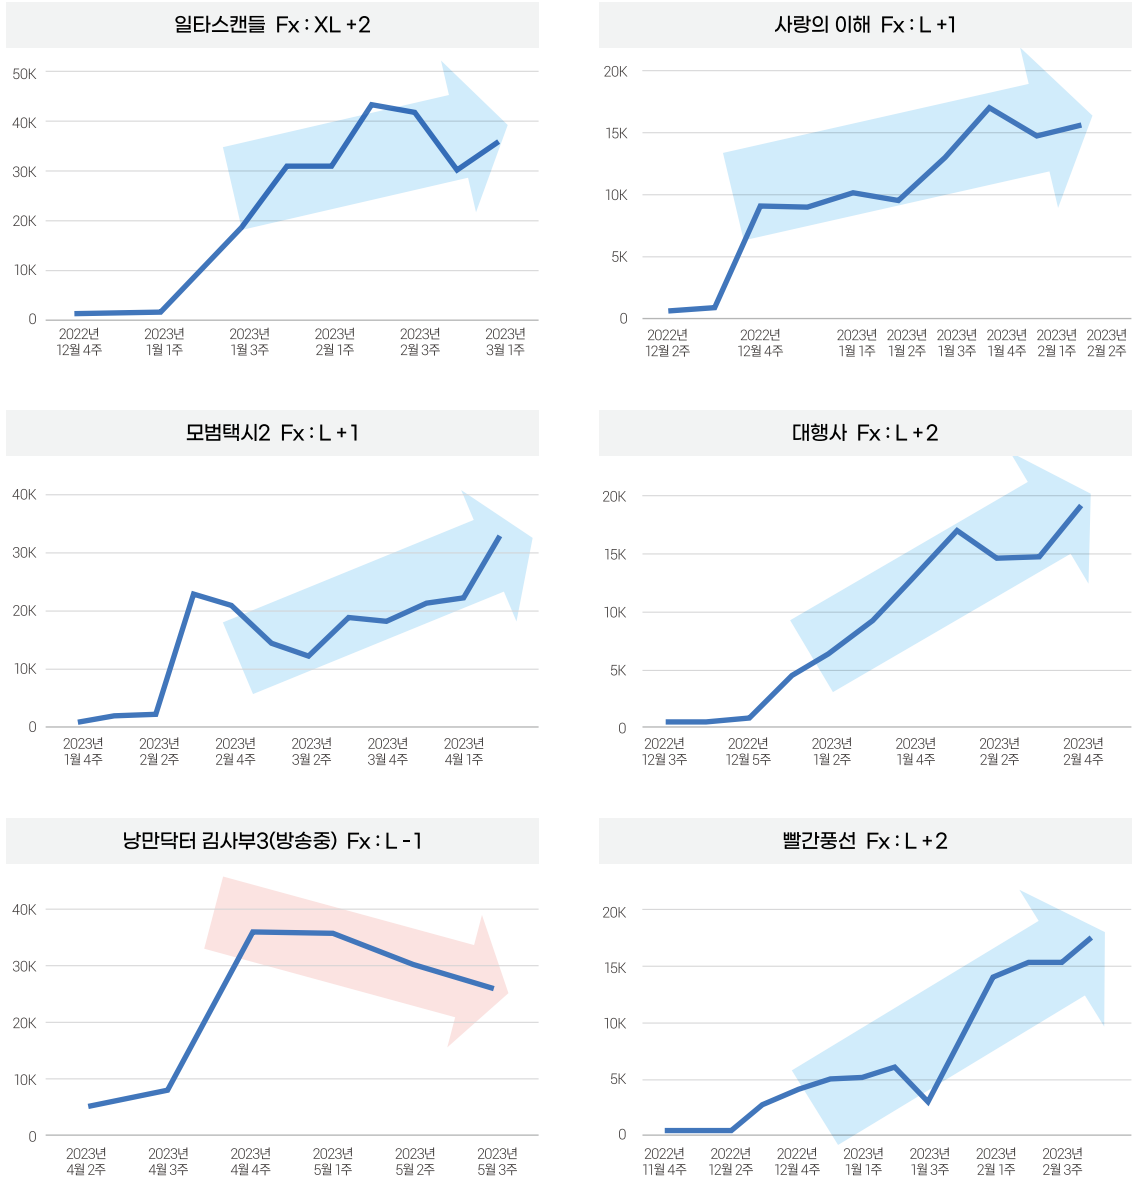 일타스캔들 Fx : XL +2
50K
40K
30K
20K
10K
0
2022년 2023년 2023년 2023년 2023년 2023년
12월 4주 1월 1주 1월 3주 2월 1주 2월 3주 3월 1주
사랑의 이해 Fx : L +1
20K
15K
10K
5K
0
2022년 2022년 2023년 2023년 2023년 2023년 2023년 2023년
12월 2주 12월 4주 1월 1주 1월 2주 1월 3주 1월 4주 2월 1주 2월 2주
모범택시2 Fx : L +1
40K
30K
20K
10K
0
2023년 2023년 2023년 2023년 2023년 2023년
1월 4주 2월 2주 2월 4주 3월 2주 3월 4주 4월 1주
대행사 Fx : L +2
20K
15K
10K
5K
0
2022년 2022년 2023년 2023년 2023년 2023년
12월 3주 12월 5주 1월 2주 1월 4주 2월 2주 2월 4주
낭만닥터 김사부3(방송중) Fx : L -1
40K
30K
20K
10K
0
2023년 2023년 2023년 2023년 2023년 2023년
4월 2주 4월 3주 4월 4주 5월 1주 5월 2주 5월 3주
빨간풍선 Fx : L +2
20K
15K
10K
5K
0
2022년 2022년 2022년 2023년 2023년 2023년 2023년
11월 4주 12월 2주 12월 4주 1월 1주 1월 3주 2월 1주 2월 3주